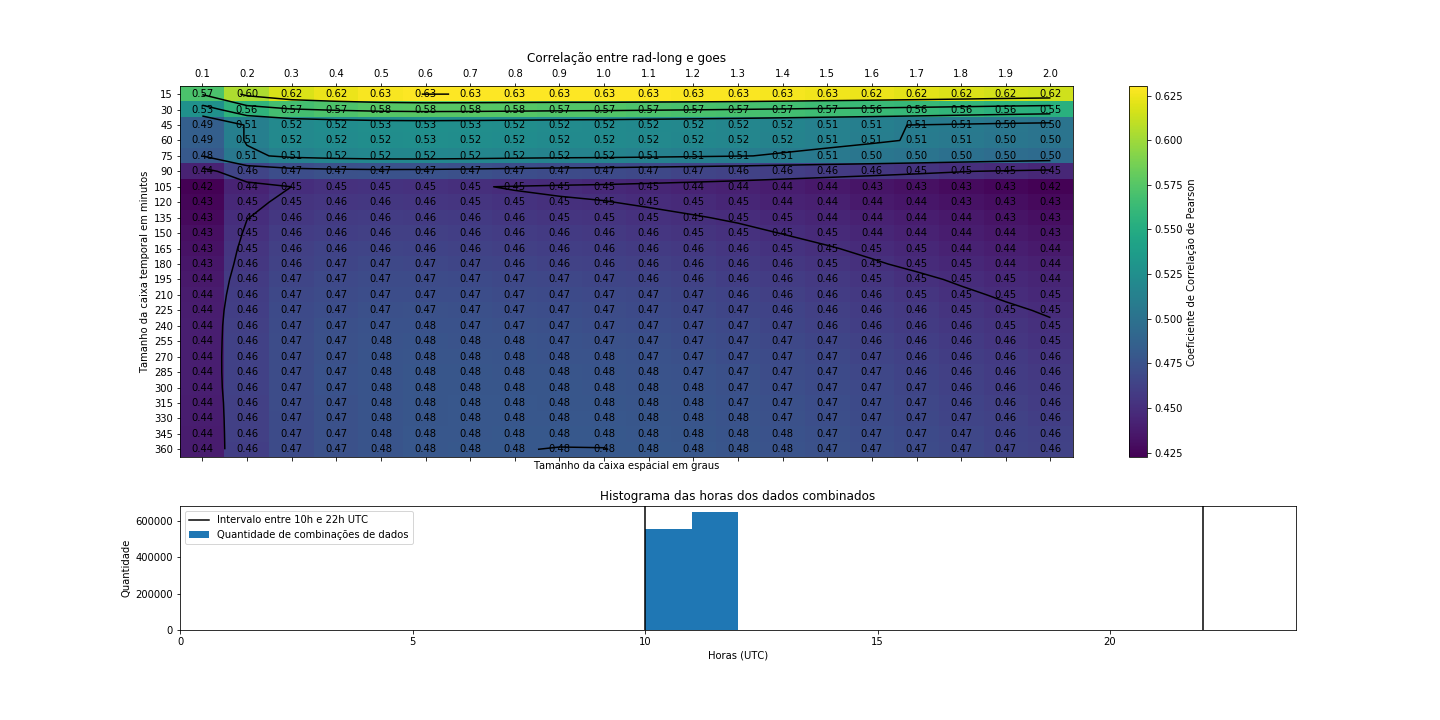 Correlação entre rad-long e goes
0.1 0.2 0.3 0.4 0.5 0.6 0.7 0.8 0.9 1.0 1.1 1.2 1.3 1.4 1.5 1.6 1.7 1.8 1.9 2.0
15 0.57 0.60 0.62 0.62 0.63 0.63 0.63 0.63 0.63 0.63 0.63 0.63 0.63 0.63 0.63 0.62 0.62 0.62 0.62 0.62
30 0.53 0.56 0.57 0.57 0.58 0.58 0.58 0.58 0.57 0.57 0.57 0.57 0.57 0.57 0.57 0.56 0.56 0.56 0.56 0.55
45 0.49 0.51 0.52 0.52 0.53 0.53 0.52 0.52 0.52 0.52 0.52 0.52 0.52 0.52 0.51 0.51 0.51 0.51 0.50 0.50
60 0.49 0.51 0.52 0.52 0.52 0.53 0.52 0.52 0.52 0.52 0.52 0.52 0.52 0.51 0.51 0.51 0.51 0.51 0.50 0.50
75 0.48 0.51 0.51 0.52 0.52 0.52 0.52 0.52 0.52 0.52 0.51 0.51 0.51 0.51 0.51 0.50 0.50 0.50 0.50 0.50
90 0.44 0.46 0.47 0.47 0.47 0.47 0.47 0.47 0.47 0.47 0.47 0.47 0.46 0.46 0.46 0.46 0.46 0.45 0.45 0.45
105 0.42 0.44 0.45 0.45 0.45 0.45 0.45 0.45 0.45 0.45 0.45 0.44 0.44 0.44 0.44 0.43 0.43 0.43 0.43 0.42
120 0.43 0.45 0.45 0.46 0.46 0.46 0.46 0.45 0.45 0.45 0.45 0.45 0.45 0.44 0.44 0.44 0.44 0.43 0.43 0.43
135 0.43 0.45 0.46 0.46 0.46 0.46 0.46 0.46 0.46 0.46 0.45 0.45 0.45 0.45 0.44 0.44 0.44 0.44 0.43 0.43
150 0.43 0.45 0.46 0.46 0.46 0.46 0.46 0.46 0.46 0.46 0.46 0.46 0.45 0.45 0.45 0.45 0.44 0.44 0.44 0.43
165 0.43 0.45 0.46 0.46 0.46 0.46 0.46 0.46 0.46 0.46 0.46 0.46 0.46 0.45 0.45 0.45 0.45 0.44 0.44 0.44
180 0.43 0.46 0.46 0.47 0.47 0.47 0.47 0.47 0.46 0.46 0.46 0.46 0.46 0.46 0.46 0.45 0.45 0.45 0.44 0.44
195 0.44 0.46 0.46 0.47 0.47 0.47 0.47 0.47 0.47 0.47 0.46 0.46 0.46 0.46 0.46 0.45 0.45 0.45 0.45 0.44
210 0.44 0.46 0.47 0.47 0.47 0.47 0.47 0.47 0.47 0.47 0.47 0.47 0.46 0.46 0.46 0.46 0.45 0.45 0.45 0.45
225 0.44 0.46 0.47 0.47 0.47 0.47 0.47 0.47 0.47 0.47 0.47 0.47 0.46 0.46 0.46 0.46 0.46 0.45 0.45 0.45
240 0.44 0.46 0.47 0.47 0.47 0.48 0.47 0.47 0.47 0.47 0.47 0.47 0.47 0.47 0.46 0.46 0.46 0.46 0.45 0.45
255 0.44 0.46 0.47 0.47 0.48 0.48 0.48 0.48 0.48 0.47 0.47 0.47 0.47 0.47 0.47 0.46 0.46 0.46 0.46 0.45
270 0.44 0.46 0.47 0.47 0.48 0.48 0.48 0.48 0.48 0.48 0.47 0.47 0.47 0.47 0.47 0.47 0.46 0.46 0.46 0.46
285 0.44 0.46 0.47 0.47 0.48 0.48 0.48 0.48 0.48 0.48 0.48 0.48 0.47 0.47 0.47 0.47 0.47 0.46 0.46 0.46
300 0.44 0.46 0.47 0.47 0.48 0.48 0.48 0.48 0.48 0.48 0.48 0.48 0.47 0.47 0.47 0.47 0.47 0.46 0.46 0.46
315 0.44 0.46 0.47 0.47 0.48 0.48 0.48 0.48 0.48 0.48 0.48 0.48 0.47 0.47 0.47 0.47 0.47 0.47 0.46 0.46
330 0.44 0.46 0.47 0.47 0.48 0.48 0.48 0.48 0.48 0.48 0.48 0.48 0.48 0.47 0.47 0.47 0.47 0.47 0.46 0.46
345 0.44 0.46 0.47 0.47 0.48 0.48 0.48 0.48 0.48 0.48 0.48 0.48 0.48 0.47 0.47 0.47 0.47 0.47 0.46 0.46
360 0.44 0.46 0.47 0.47 0.48 0.48 0.48 0.48 0.48 0.48 0.48 0.48 0.48 0.48 0.47 0.47 0.47 0.47 0.47 0.46
Tamanho da caixa temporal em minutos
Tamanho da caixa espacial em graus
0.625
0.600
0.575
0.550
0.525
0.500
0.475
0.450
0.425
Coeficiente de Correlação de Pearson
Histograma das horas dos dados combinados
Intervalo entre 10h e 22h UTC
Quantidade de combinações de dados
600000
400000
200000
0
Quantidade
0 5 10 15 20
Horas (UTC)